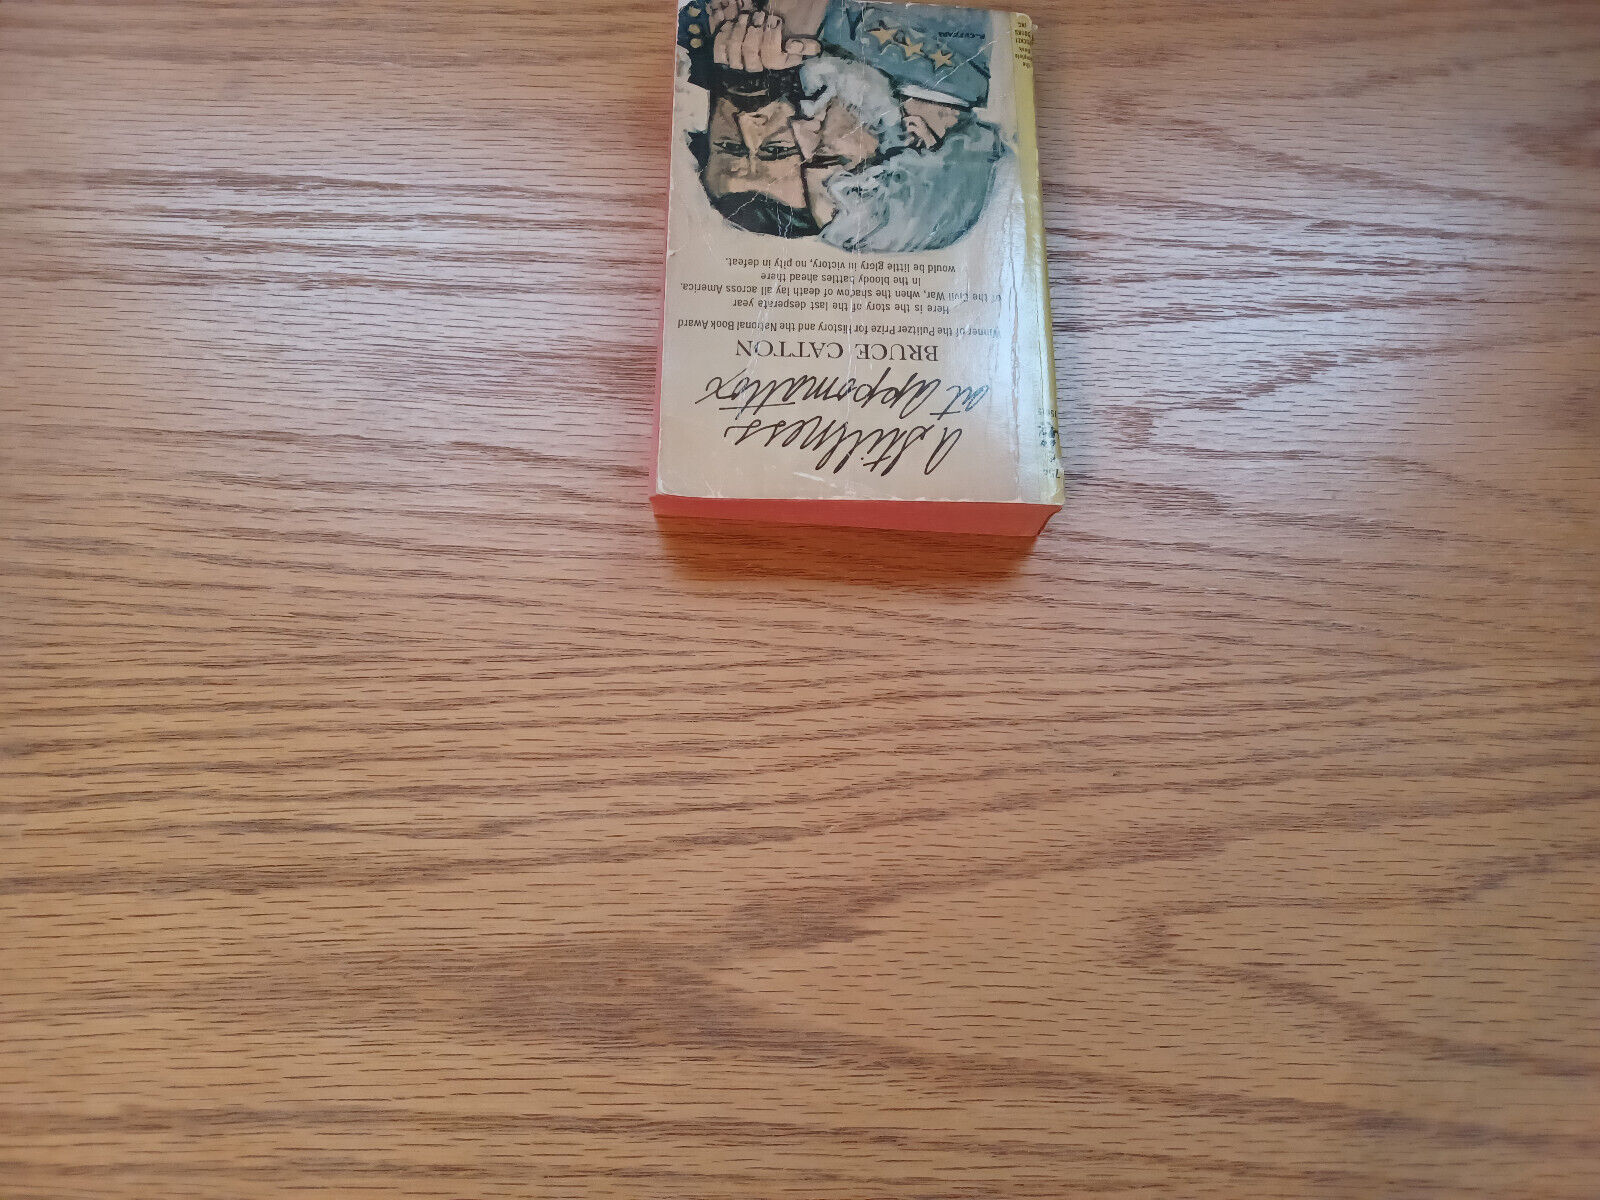 a Stillness
at appomattox
BRUCE CATTON
Winner of the Pulitzer Prize for History and the National Book Award
Here is the story of the last desperate year
of the Civil War, when the shadow of death lay all across America.
In the bloody battles ahead there
would be little glory in victory, no pity in defeat.
75c